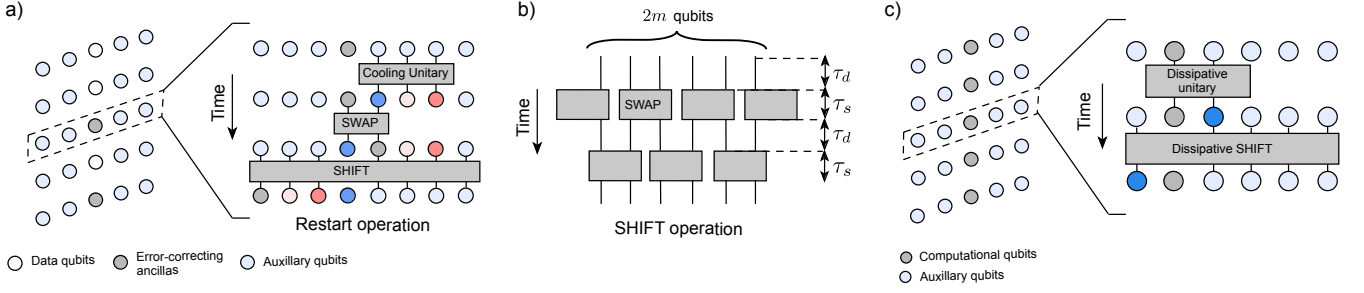 a)
Time
Cooling Unitary
SWAP
SHIFT
Restart operation
Data qubits
Error-correcting
ancillas
Auxillary qubits
b)
2m qubits
Time
SWAP
τd
τs
τd
τs
SHIFT operation
c)
Time
Dissipative
unitary
Dissipative SHIFT
Computational qubits
Auxillary qubits